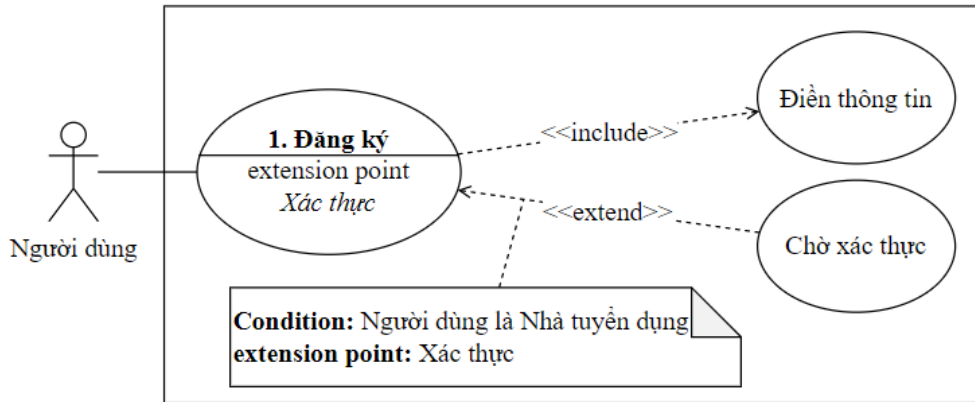 Điền thông tin
<<include>>
1. Đăng ký
extension point
Xác thực
<<extend>>
Người dùng
Chờ xác thực
Condition: Người dùng là Nhà tuyển dụng
extension point: Xác thực